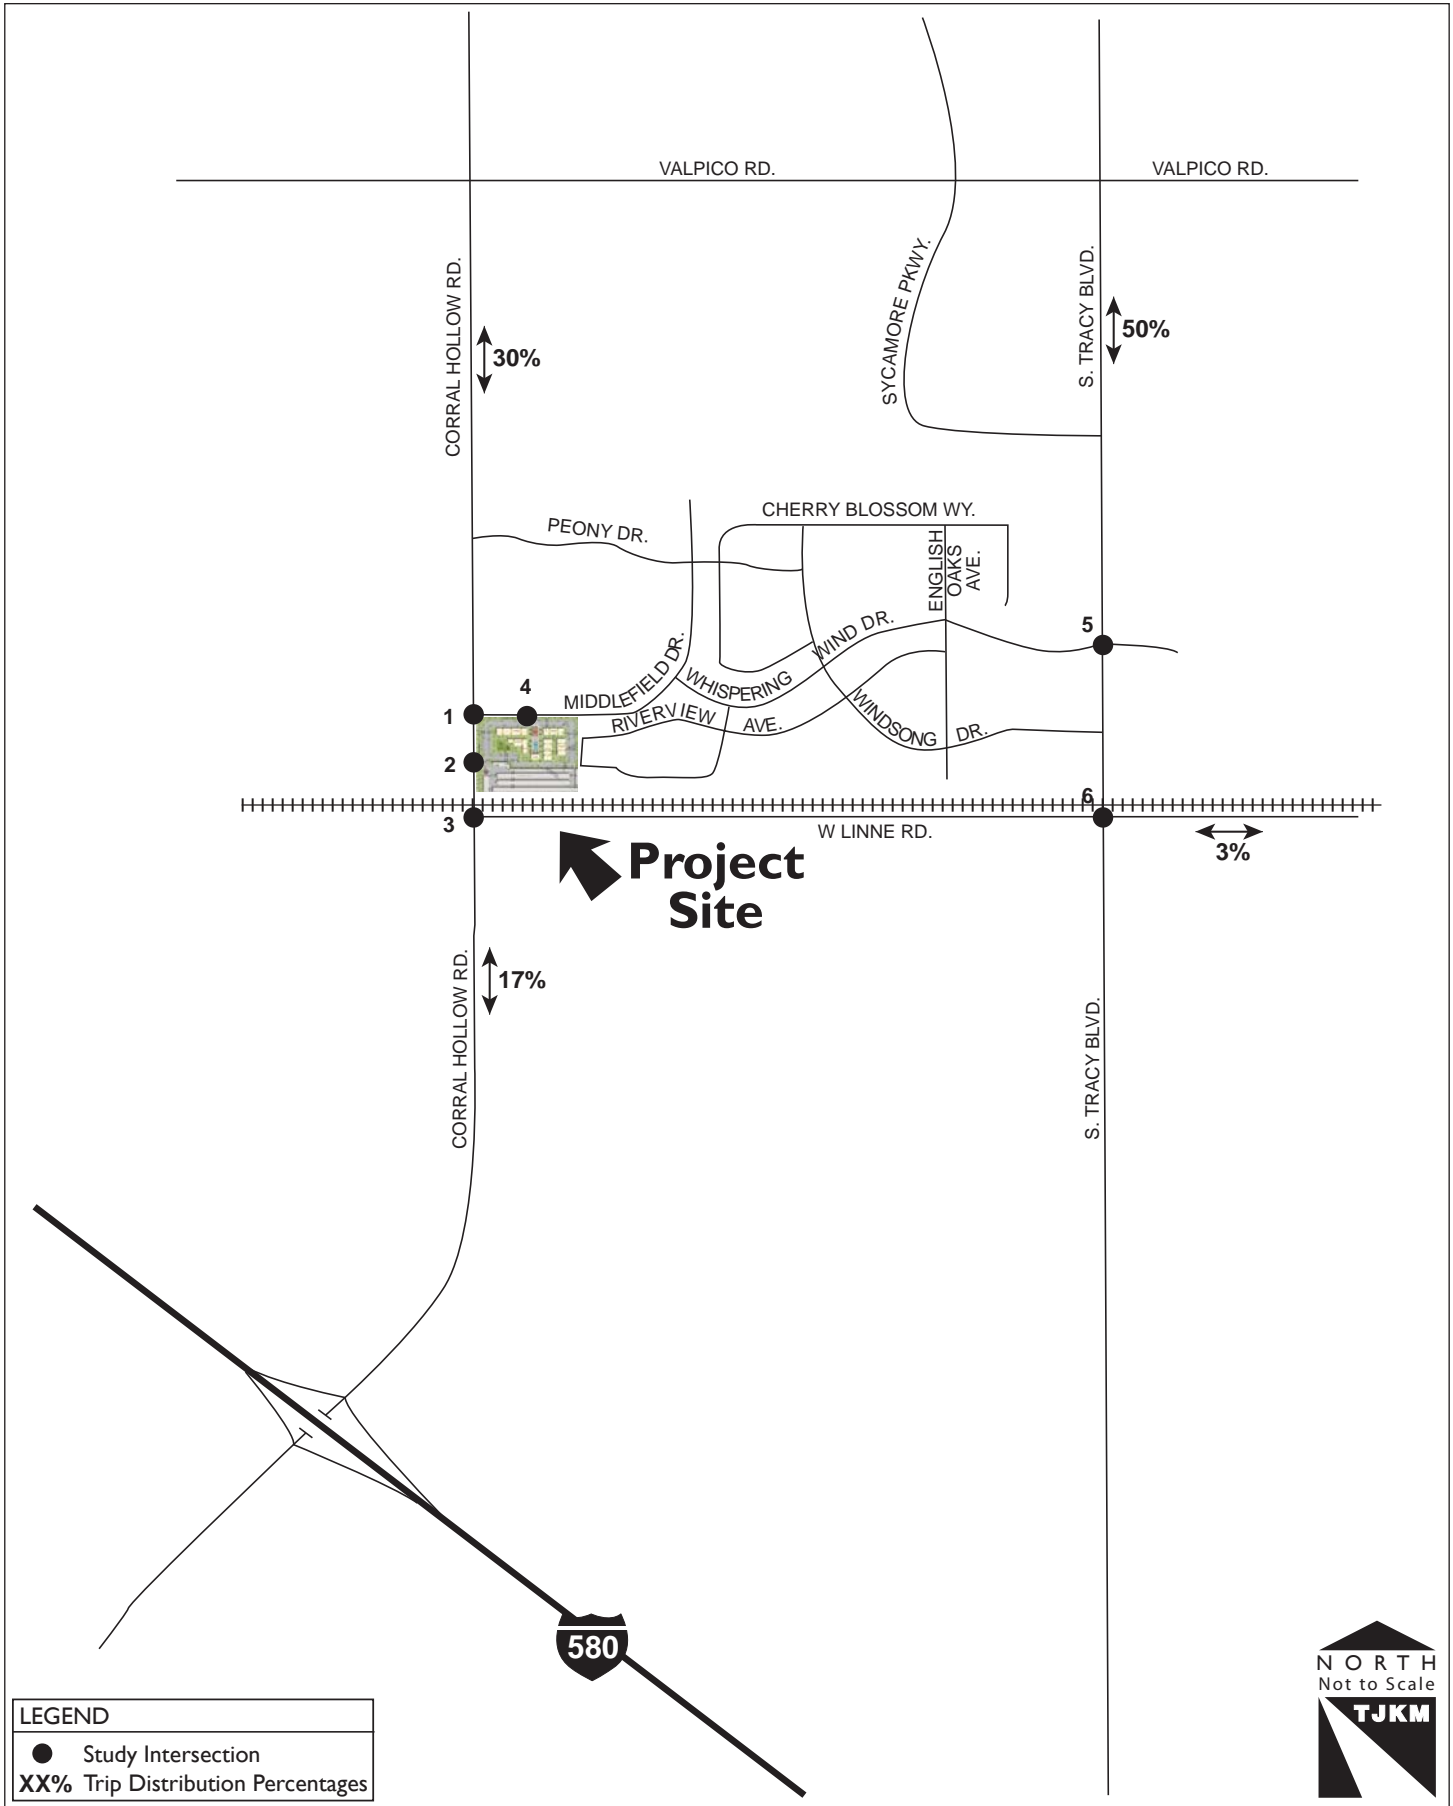 VALPICO RD.
VALPICO RD.
CORRAL HOLLOW RD.
30%
SYCAMORE PKWY.
S. TRACY BLVD.
50%
PEONY DR.
CHERRY BLOSSOM WY.
ENGLISH
OAKS
AVE.
5
WHISPERING WIND DR.
MIDDLEFIELD DR.
4
1
RIVERVIEW AVE.
WINDSONG DR.
2
6
3
W LINNE RD.
3%
Project
Site
CORRAL HOLLOW RD.
17%
S. TRACY BLVD.
580
NORTH
Not to Scale
TJKM
LEGEND
Study Intersection
XX% Trip Distribution Percentages